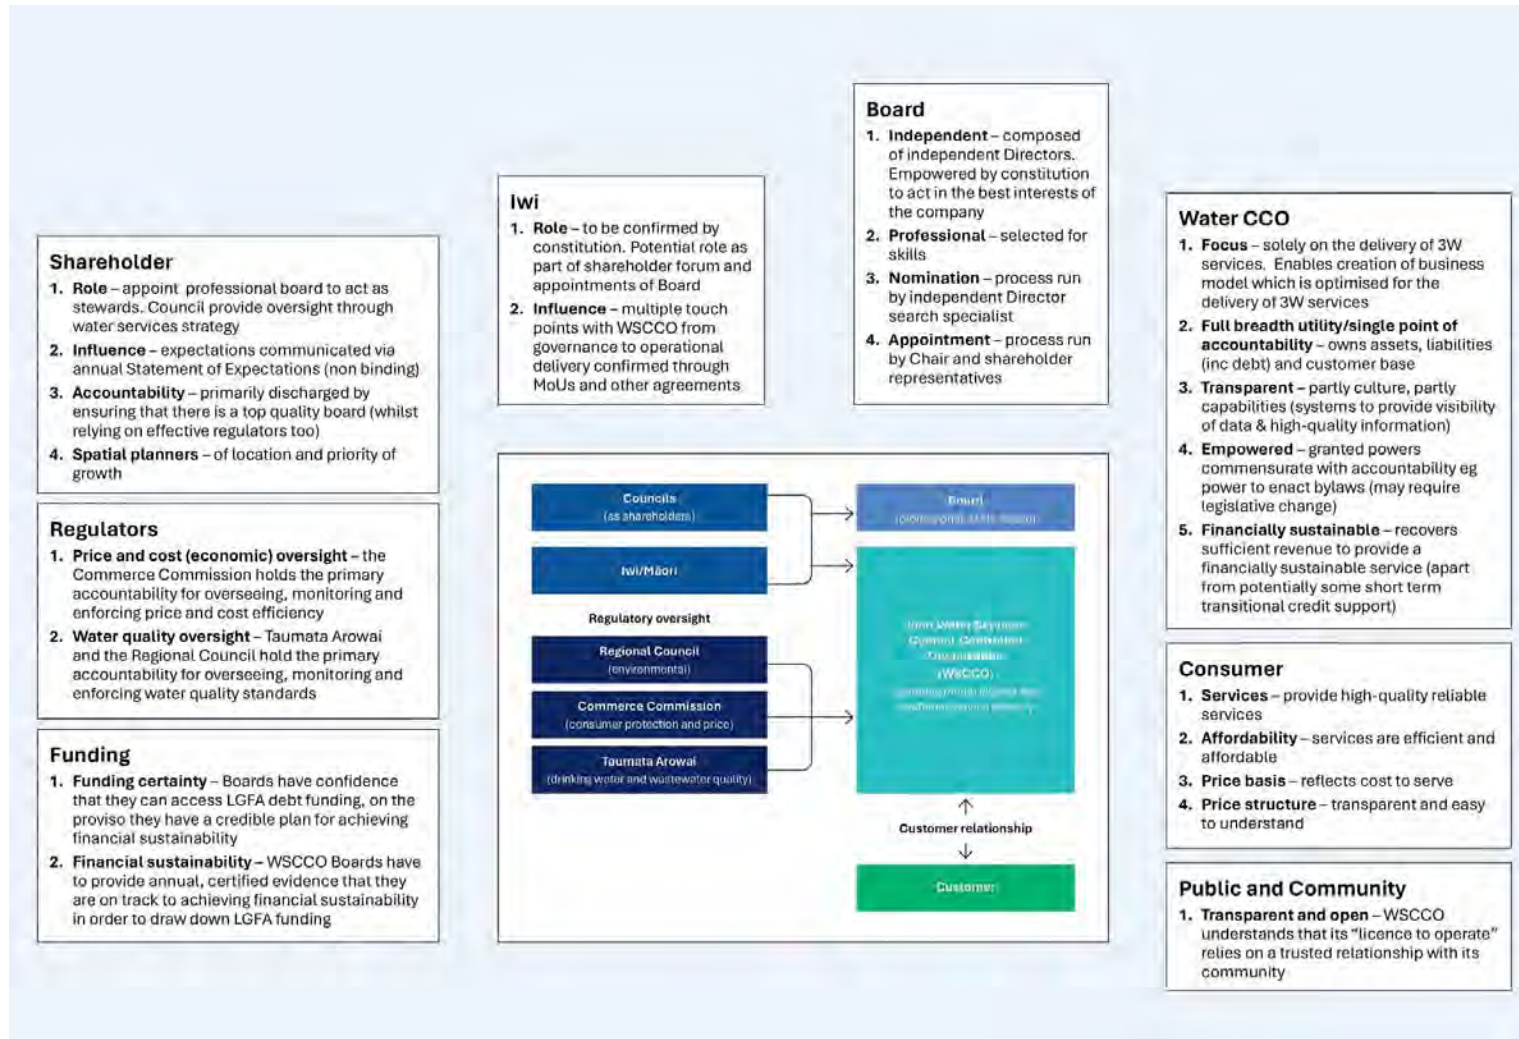 Shareholder
1. Role – appoint professional board to act as
stewards. Council provide oversight through
water services strategy
2. Influence – expectations communicated via
annual Statement of Expectations (non binding)
3. Accountability – primarily discharged by
ensuring that there is a top quality board (whilst
relying on effective regulators too)
4. Spatial planners – of location and priority of
growth
Regulators
1. Price and cost (economic) oversight – the
Commerce Commission holds the primary
accountability for overseeing, monitoring and
enforcing price and cost efficiency
2. Water quality oversight – Taumata Arowai
and the Regional Council hold the primary
accountability for overseeing, monitoring and
enforcing water quality standards
Funding
1. Funding certainty – Boards have confidence
that they can access LGFA debt funding, on the
proviso they have a credible plan for achieving
financial sustainability
2. Financial sustainability – WSCCO Boards have
to provide annual, certified evidence that they
are on track to achieving financial sustainability
in order to draw down LGFA funding
Iwi
1. Role – to be confirmed by
constitution. Potential role as
part of shareholder forum and
appointments of Board
2. Influence – multiple touch
points with WSCCO from
governance to operational
delivery confirmed through
MoUs and other agreements
Board
1. Independent – composed
of independent Directors.
Empowered by constitution
to act in the best interests of
the company
2. Professional – selected for
skills
3. Nomination – process run
by independent Director
search specialist
4. Appointment – process run
by Chair and shareholder
representatives
Councils
(as shareholders)
Iwi/Māori
Regulatory oversight
Regional Council
(environmental)
Commerce Commission
(consumer protection and price)
Taumata Arowai
(drinking water and wastewater quality)
Board
(WSCCO)
Customer relationship
Customer
Water CCO
1. Focus – solely on the delivery of 3W
services. Enables creation of business
model which is optimised for the
delivery of 3W services
2. Full breadth utility/single point of
accountability – owns assets, liabilities
(inc debt) and customer base
3. Transparent – partly culture, partly
capabilities (systems to provide visibility
of data & high-quality information)
4. Empowered – granted powers
commensurate with accountability eg
power to enact bylaws (may require
legislative change)
5. Financially sustainable – recovers
sufficient revenue to provide a
financially sustainable service (apart
from potentially some short term
transitional credit support)
Consumer
1. Services – provide high-quality reliable
services
2. Affordability – services are efficient and
affordable
3. Price basis – reflects cost to serve
4. Price structure – transparent and easy
to understand
Public and Community
1. Transparent and open – WSCCO
understands that its "licence to operate"
relies on a trusted relationship with its
community